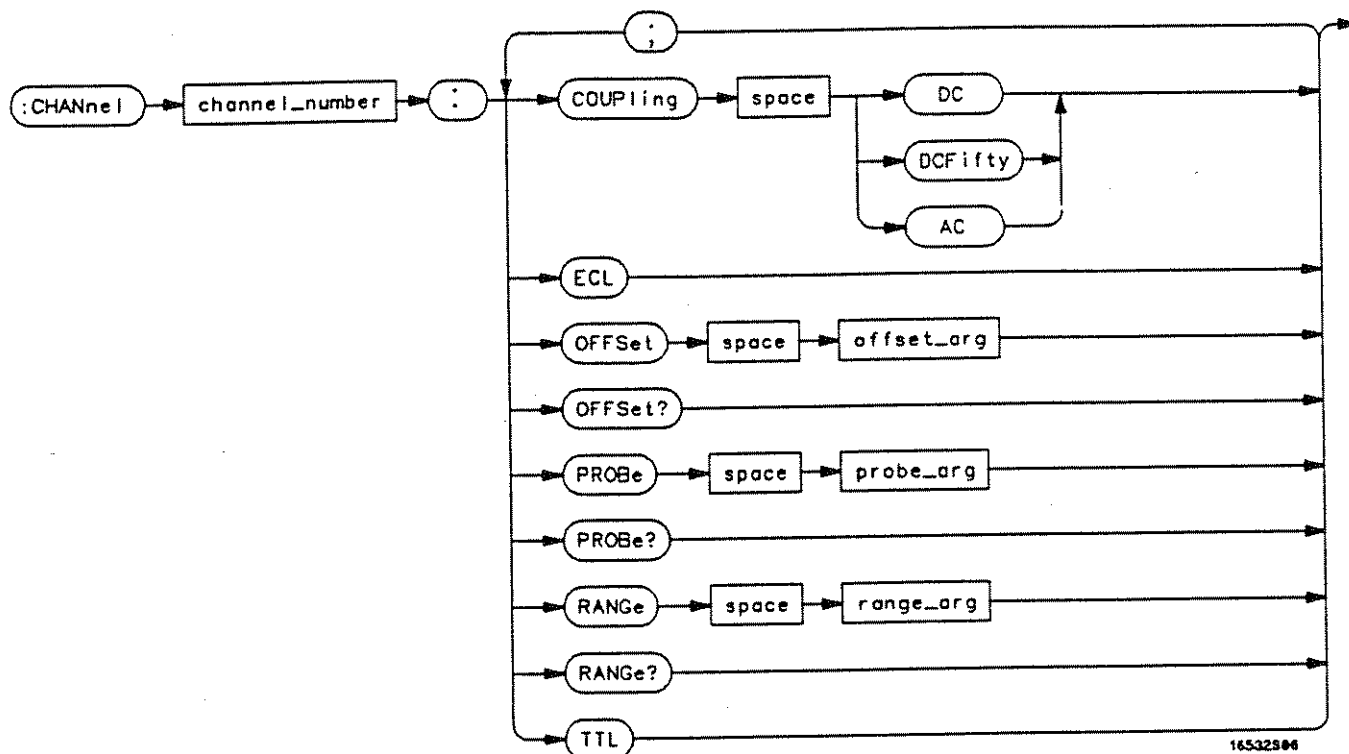 ;
:CHANnel channel_number : COUPling space DC
DCFifty
AC
ECL
OFFSet space offset_arg
OFFSet?
PROBe space probe_arg
PROBe?
RANGe space range_arg
RANGe?
TTL
16532S06